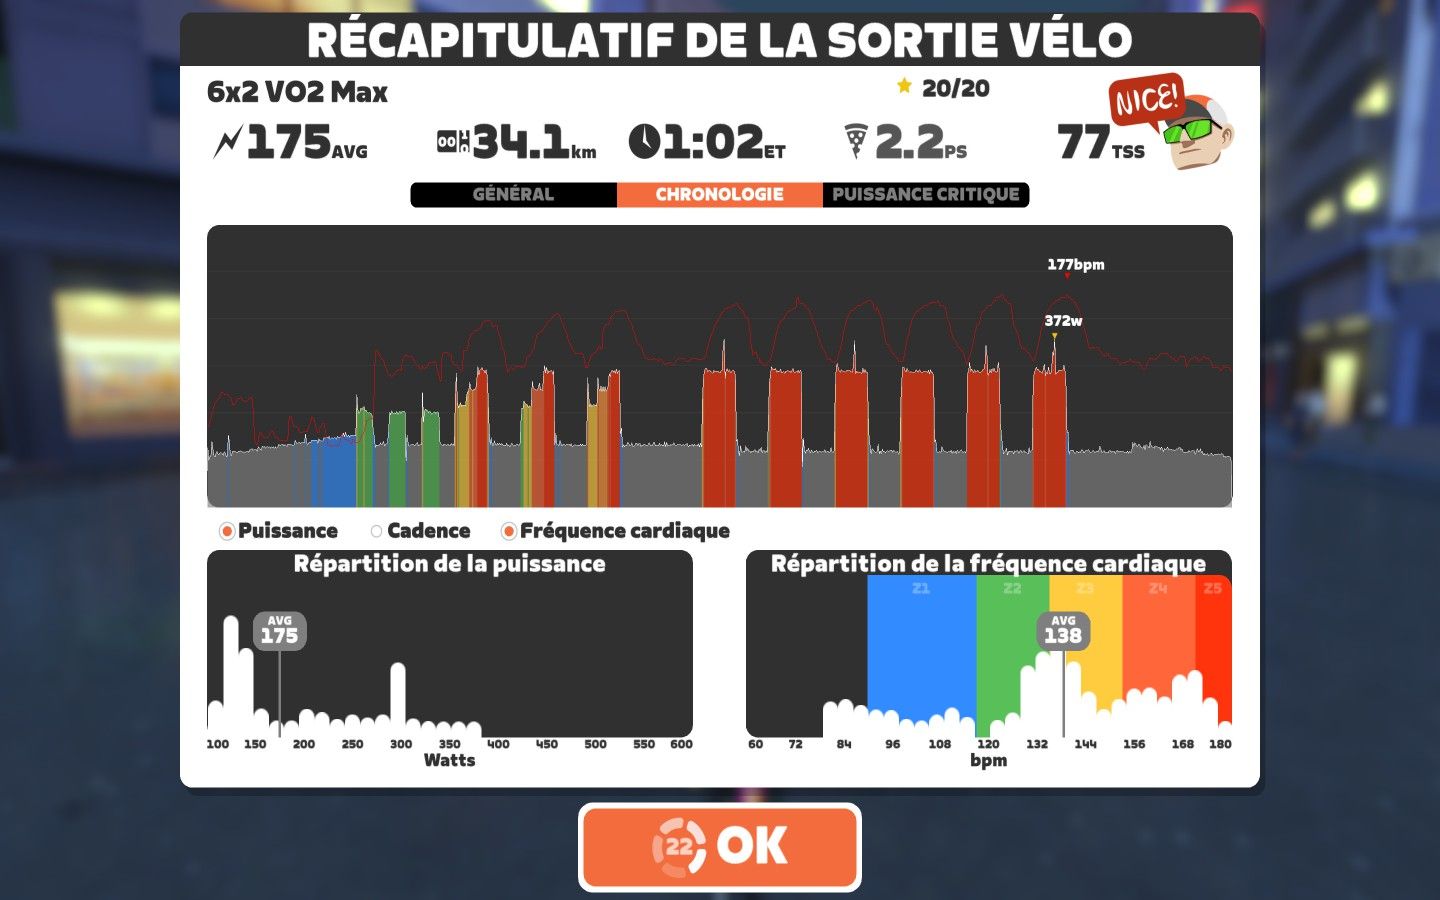 RÉCAPITULATIF DE LA SORTIE VÉLO
6x2 VO2 Max
20/20
NICE!
175AVG
34.1km
1:02ET
2.2PS
77TSS
GÉNÉRAL
CHRONOLOGIE
PUISSANCE CRITIQUE
177bpm
372w
Puissance
Cadence
Fréquence cardiaque
Répartition de la puissance
AVG
175
100 150 200 250 300 350 400 450 500 550 600
Watts
Répartition de la fréquence cardiaque
Z1 Z2 Z3 Z4 Z5
AVG
138
60 72 84 96 108 120 132 144 156 168 180
bpm
22 OK